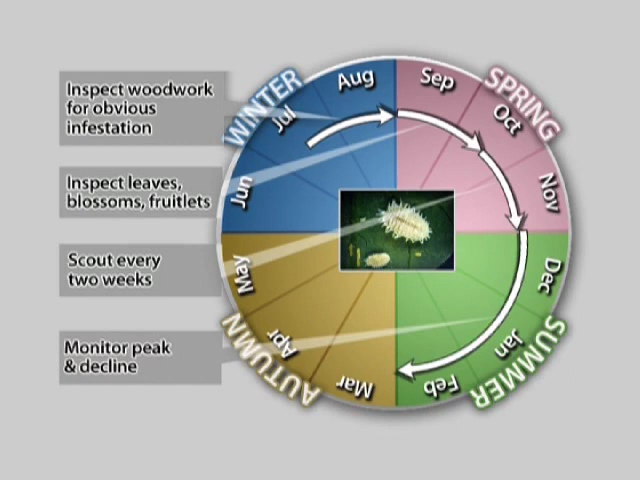 Inspect woodwork
for obvious
infestation
Inspect leaves,
blossoms, fruitlets
Scout every
two weeks
Monitor peak
& decline
WINTER
SPRING
SUMMER
AUTUMN
Jun
Jul
Aug
Sep
Oct
Nov
Dec
Jan
Feb
Mar
Apr
May